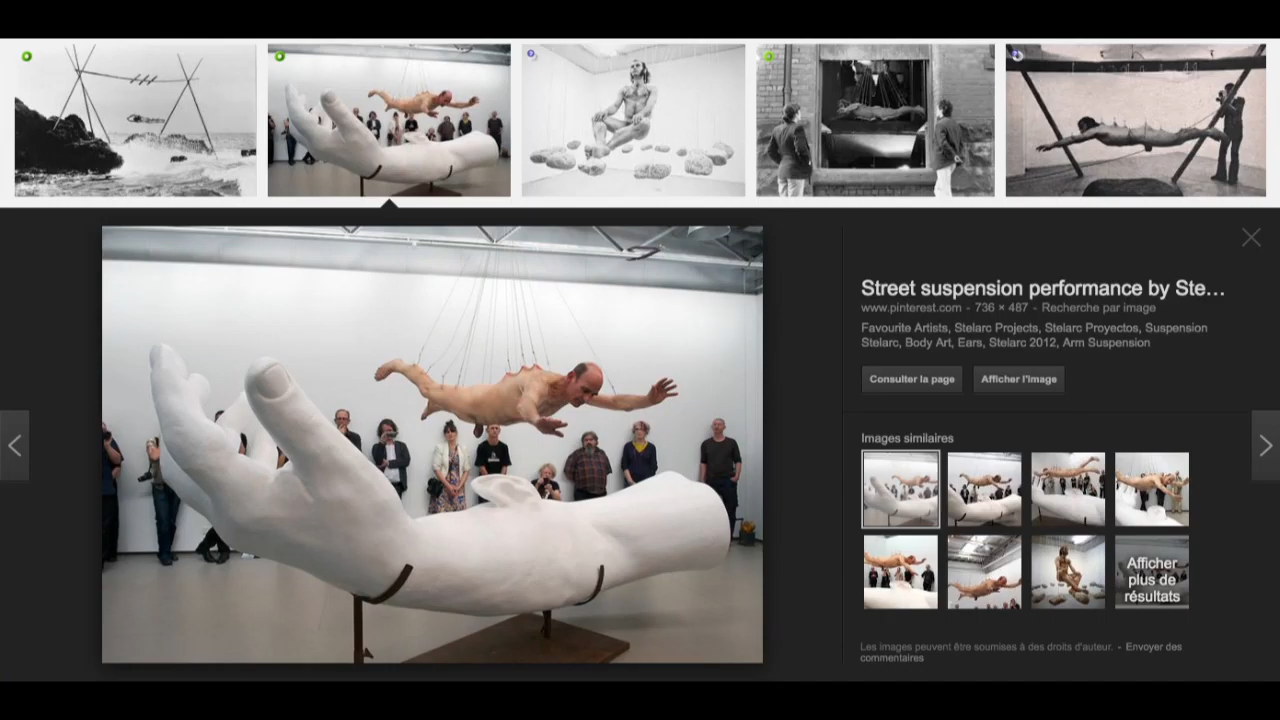 Street suspension performance by Ste...
www.pinterest.com - 736 × 487 - Recherche par image
Favourite Artists, Stelarc Projects, Stelarc Proyectos, Suspension
Stelarc, Body Art, Ears, Stelarc 2012, Arm Suspension
Consulter la page
Afficher l'image
Images similaires
Afficher
plus de
résultats
Les images peuvent être soumises à des droits d'auteur. - Envoyer des
commentaires